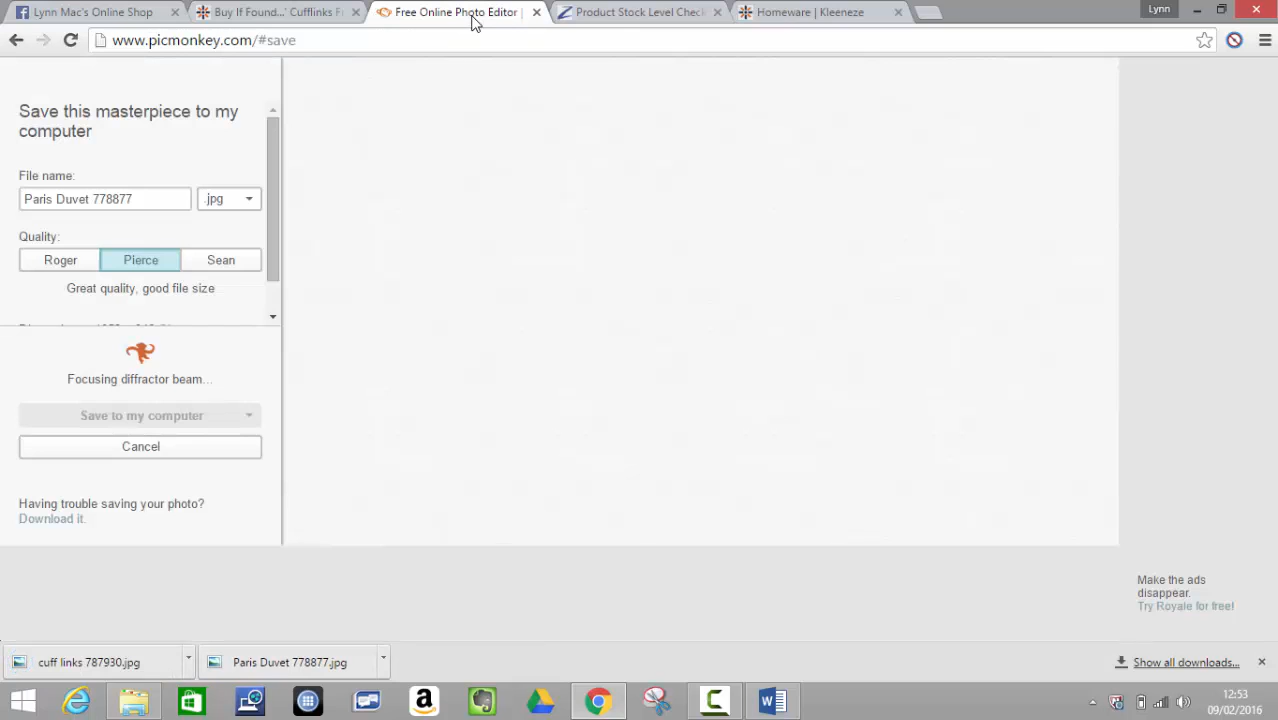 Lynn Mac's Online Shop
Buy If Found...' Cufflinks F
Free Online Photo Editor |
Product Stock Level Check
Homeware | Kleeneze
Lynn
www.picmonkey.com/#save
Save this masterpiece to my
computer
File name:
Paris Duvet 778877
.jpg
Quality:
Roger
Pierce
Sean
Great quality, good file size
Focusing diffractor beam...
Save to my computer
Cancel
Having trouble saving your photo?
Download it.
Make the ads
disappear.
Try Royale for free!
cuff links 787930.jpg
Paris Duvet 778877.jpg
Show all downloads...
12:53
09/02/2016